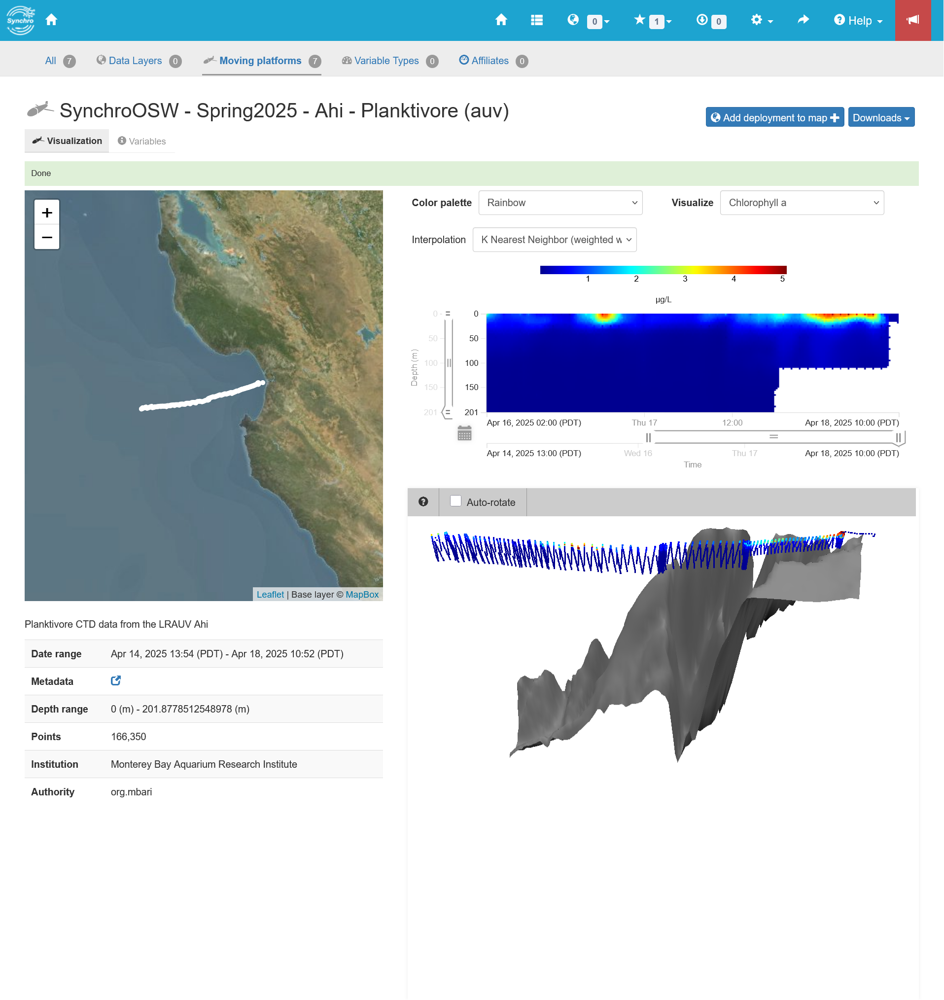 Synchro
0
1
0
Help
All 7
Data Layers 0
Moving platforms 7
Variable Types 0
Affiliates 0
SynchroOSW - Spring2025 - Ahi - Planktivore (auv)
Add deployment to map
Downloads
Visualization
Variables
Done
+
−
Leaflet | Base layer © MapBox
Color palette Rainbow
Visualize Chlorophyll a
Interpolation K Nearest Neighbor (weighted w
1 2 3 4 5
µg/L
Depth (m)
0 0
50 50
100 100
150 150
201 201
Apr 16, 2025 02:00 (PDT) Thu 17 12:00 Apr 18, 2025 10:00 (PDT)
Apr 14, 2025 13:00 (PDT) Wed 16 Thu 17 Apr 18, 2025 10:00 (PDT)
Time
Auto-rotate
Planktivore CTD data from the LRAUV Ahi
Date range Apr 14, 2025 13:54 (PDT) - Apr 18, 2025 10:52 (PDT)
Metadata
Depth range 0 (m) - 201.8778512548978 (m)
Points 166,350
Institution Monterey Bay Aquarium Research Institute
Authority org.mbari